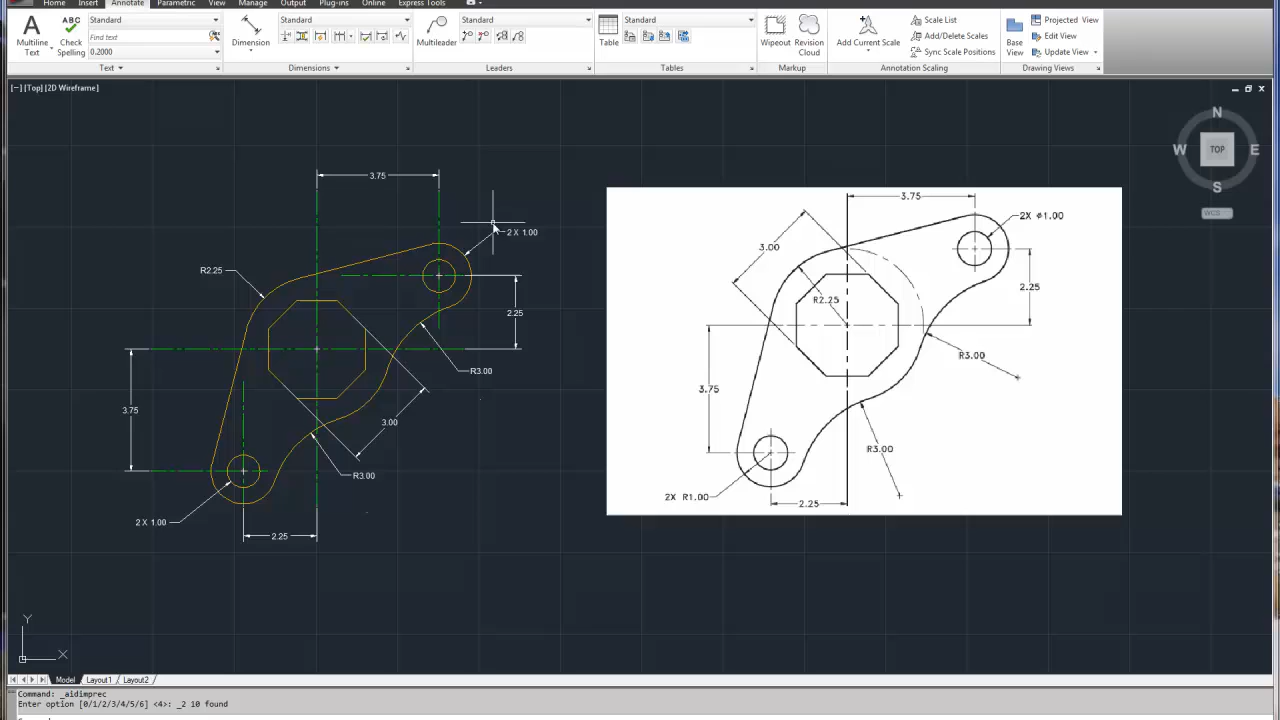 Home Insert Annotate Parametric View Manage Output Plug-ins Online Express Tools
Multiline Text
ABC
Check Spelling
Standard
Find text
0.2000
Text
Dimension
Standard
Dimensions
Multileader
Standard
Leaders
Table
Standard
Tables
Wipeout
Revision Cloud
Markup
Add Current Scale
Scale List
Add/Delete Scales
Sync Scale Positions
Annotation Scaling
Base View
Projected View
Edit View
Update View
Drawing Views
[−] [Top] [2D Wireframe]
N
W TOP E
S
WCS
3.75
2 X 1.00
R2.25
2.25
R3.00
3.75
3.00
R3.00
2 X 1.00
2.25
3.75
2X Ø1.00
3.00
2.25
R2.25
R3.00
3.75
R3.00
2X R1.00
2.25
Y
X
Model Layout1 Layout2
Command: _aidimprec
Enter option [0/1/2/3/4/5/6] <4>: _2 10 found